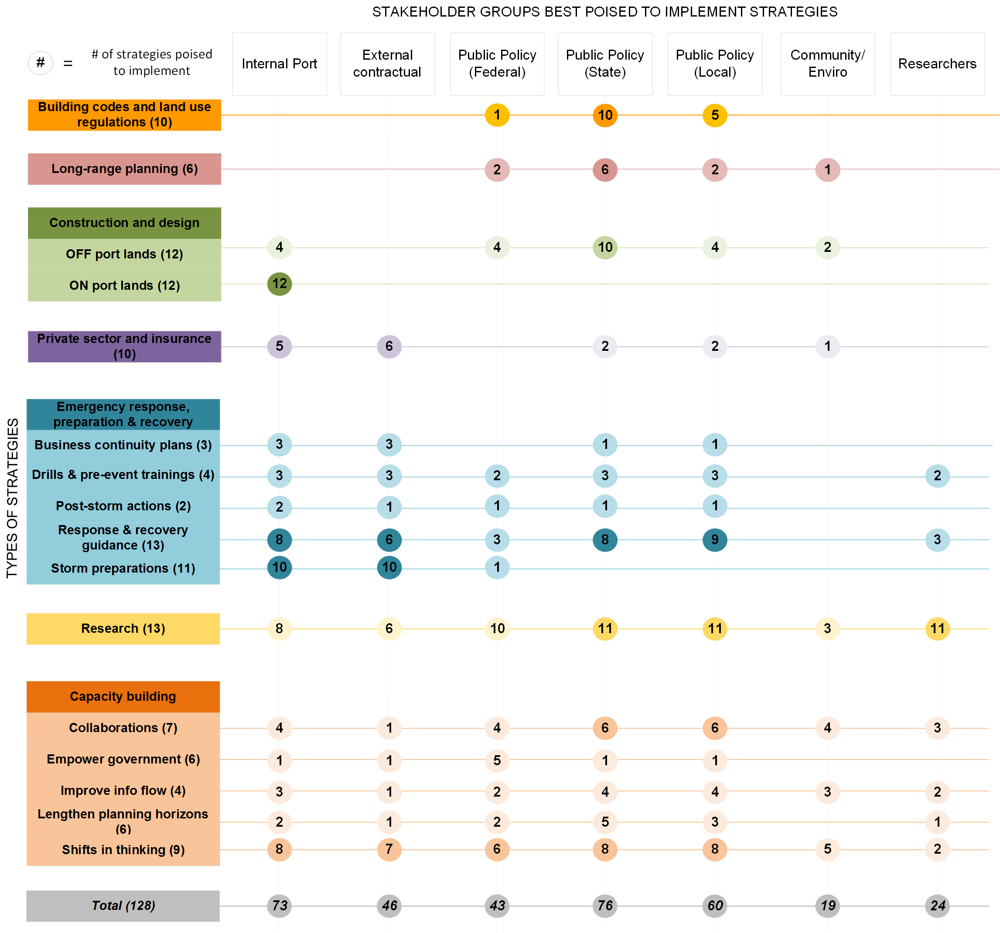 STAKEHOLDER GROUPS BEST POISED TO IMPLEMENT STRATEGIES
# = # of strategies poised
to implement
Internal Port
External
contractual
Public Policy
(Federal)
Public Policy
(State)
Public Policy
(Local)
Community/
Enviro
Researchers
TYPES OF STRATEGIES
Building codes and land use
regulations (10)
1 10 5
Long-range planning (6)
2 6 2 1
Construction and design
OFF port lands (12)
4 4 10 4 2
ON port lands (12)
12
Private sector and insurance
(10)
5 6 2 2 1
Emergency response,
preparation & recovery
Business continuity plans (3)
3 3 1 1
Drills & pre-event trainings (4)
3 3 2 3 3 2
Post-storm actions (2)
2 1 1 1 1
Response & recovery
guidance (13)
8 6 3 8 9 3
Storm preparations (11)
10 10 1
Research (13)
8 6 10 11 11 3 11
Capacity building
Collaborations (7)
4 1 4 6 6 4 3
Empower government (6)
1 1 5 1 1
Improve info flow (4)
3 1 2 4 4 3 2
Lengthen planning horizons
(6)
2 1 2 5 3 1
Shifts in thinking (9)
8 7 6 8 8 5 2
Total (128)
73 46 43 76 60 19 24